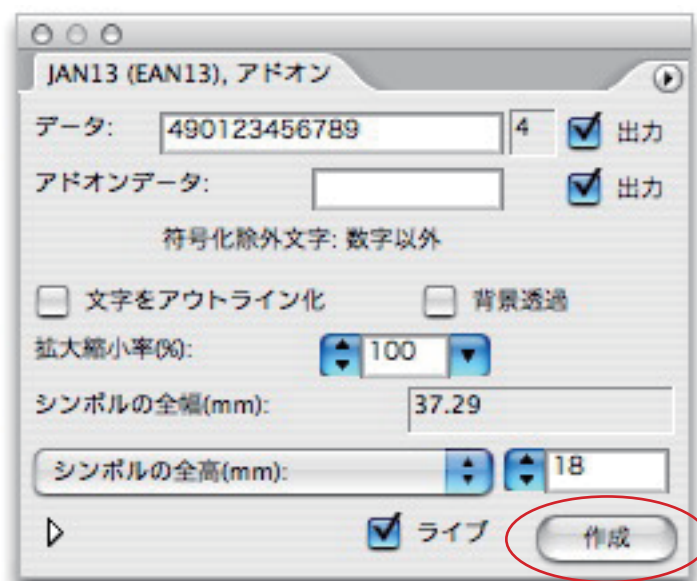 JAN13 (EAN13), アドオン
データ: 490123456789 4 出力
アドオンデータ: 出力
符号化除外文字: 数字以外
文字をアウトライン化 背景透過
拡大縮小率(%): 100
シンボルの全幅(mm): 37.29
シンボルの全高(mm): 18
ライブ 作成